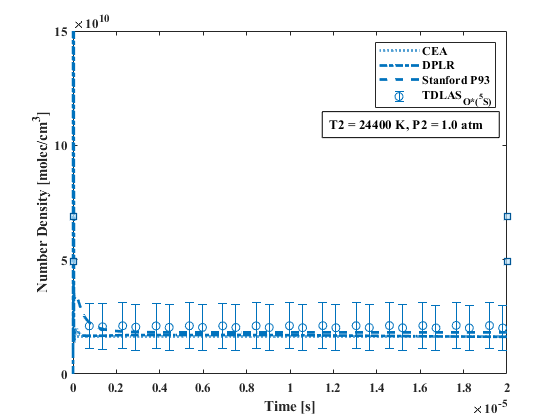 ×10^10
15
CEA
DPLR
Stanford P93
TDLAS_O*(^5S)
T2 = 24400 K, P2 = 1.0 atm
10
Number Density [molec/cm^3]
5
0
0 0.2 0.4 0.6 0.8 1 1.2 1.4 1.6 1.8 2
Time [s]
×10^-5